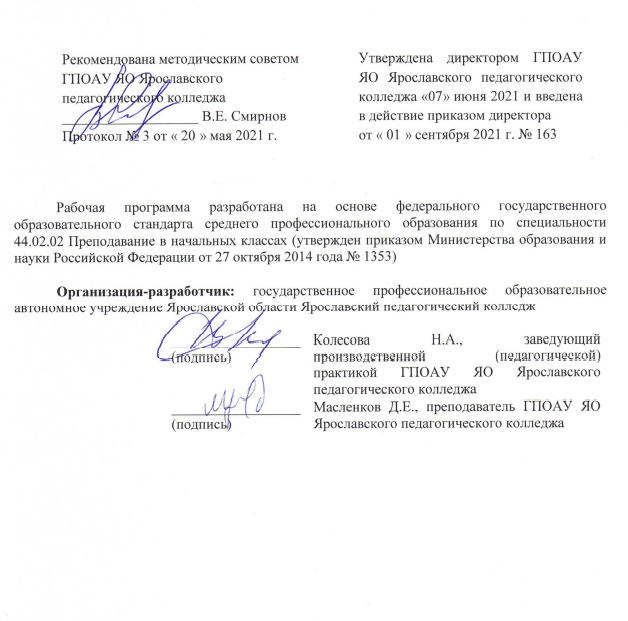 Рекомендована методическим советом
ГПОАУ ЯО Ярославского
педагогического колледжа
___________________ В.Е. Смирнов
Протокол № 3 от « 20 » мая 2021 г.
Утверждена директором ГПОАУ
ЯО Ярославского педагогического
колледжа «07» июня 2021 и введена
в действие приказом директора
от « 01 » сентября 2021 г. № 163
Рабочая программа разработана на основе федерального государственного
образовательного стандарта среднего профессионального образования по специальности
44.02.02 Преподавание в начальных классах (утвержден приказом Министерства образования и
науки Российской Федерации от 27 октября 2014 года № 1353)
Организация-разработчик: государственное профессиональное образовательное
автономное учреждение Ярославской области Ярославский педагогический колледж
__________________
(подпись)
Колесова Н.А., заведующий
производственной (педагогической)
практикой ГПОАУ ЯО Ярославского
педагогического колледжа
__________________
(подпись)
Масленков Д.Е., преподаватель ГПОАУ ЯО
Ярославского педагогического колледжа